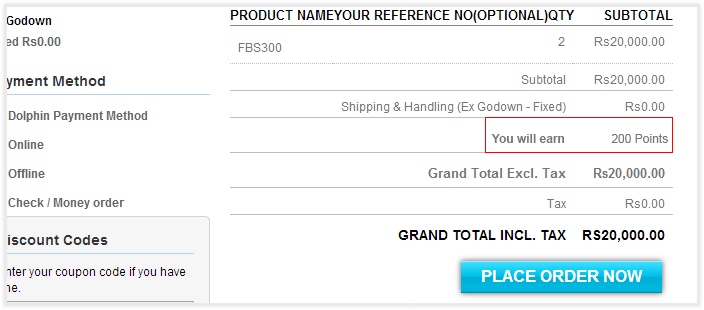 Godown
ed Rs0.00
yment Method
Dolphin Payment Method
Online
Offline
Check / Money order
iscount Codes
nter your coupon code if you have
ne.
PRODUCT NAMEYOUR REFERENCE NO(OPTIONAL)QTY SUBTOTAL
FBS300 2 Rs20,000.00
Subtotal Rs20,000.00
Shipping & Handling (Ex Godown - Fixed) Rs0.00
You will earn 200 Points
Grand Total Excl. Tax Rs20,000.00
Tax Rs0.00
GRAND TOTAL INCL. TAX RS20,000.00
PLACE ORDER NOW